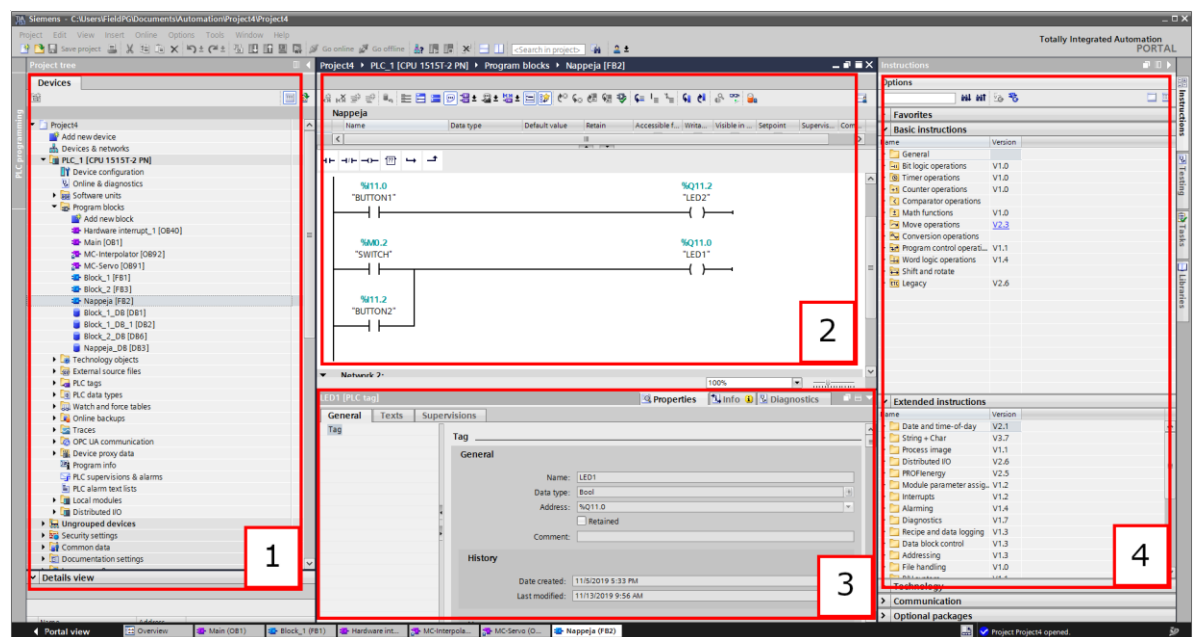 Siemens - C:\Users\FieldPG\Documents\Automation\Project4\Project4
Project Edit View Insert Online Options Tools Window Help
Save project
Go online
Go offline
<Search in project>
Totally Integrated Automation
PORTAL
Project tree
Devices
PLC programming
Project4
Add new device
Devices & networks
PLC_1 [CPU 1515T-2 PN]
Device configuration
Online & diagnostics
Software units
Program blocks
Add new block
Hardware interrupt_1 [OB40]
Main [OB1]
MC-Interpolator [OB92]
MC-Servo [OB91]
Block_1 [FB1]
Block_2 [FB3]
Nappeja [FB2]
Block_1_DB [DB1]
Block_1_DB_1 [DB2]
Block_2_DB [DB6]
Nappeja_DB [DB3]
Technology objects
External source files
PLC tags
PLC data types
Watch and force tables
Online backups
Traces
OPC UA communication
Device proxy data
Program info
PLC supervisions & alarms
PLC alarm text lists
Local modules
Distributed I/O
Ungrouped devices
Security settings
Common data
Documentation settings
1
Details view
Project4 PLC_1 [CPU 1515T-2 PN] Program blocks Nappeja [FB2]
Nappeja
Name Data type Default value Retain Accessible f... Writa... Visible in ... Setpoint Supervis... Com...
%I11.0
"BUTTON1"
%Q11.2
"LED2"
%M0.2
"SWITCH"
%Q11.0
"LED1"
%I11.2
"BUTTON2"
2
Network 2:
100%
LED1 [PLC tag]
Properties
Info
Diagnostics
General Texts Supervisions
Tag
Tag
General
Name: LED1
Data type: Bool
Address: %Q11.0
Retained
Comment:
History
Date created: 11/5/2019 5:33 PM
Last modified: 11/13/2019 9:56 AM
3
Instructions
Options
Favorites
Basic instructions
Name Version
General
Bit logic operations V1.0
Timer operations V1.0
Counter operations V1.0
Comparator operations
Math functions V1.0
Move operations V2.3
Conversion operations
Program control operati... V1.1
Word logic operations V1.4
Shift and rotate
Legacy V2.6
Extended instructions
Name Version
Date and time-of-day V2.1
String + Char V3.7
Process image V1.1
Distributed I/O V2.6
PROFIenergy V2.5
Module parameter assig... V1.2
Interrupts V1.2
Alarming V1.4
Diagnostics V1.7
Recipe and data logging V1.3
Data block control V1.3
Addressing V1.3
File handling V1.0
4
Technology
Communication
Optional packages
Instructions
Testing
Tasks
Libraries
Portal view
Overview
Main (OB1)
Block_1 (FB1)
Hardware int...
MC-Interpola...
MC-Servo (O...
Nappeja (FB2)
Project Project4 opened.